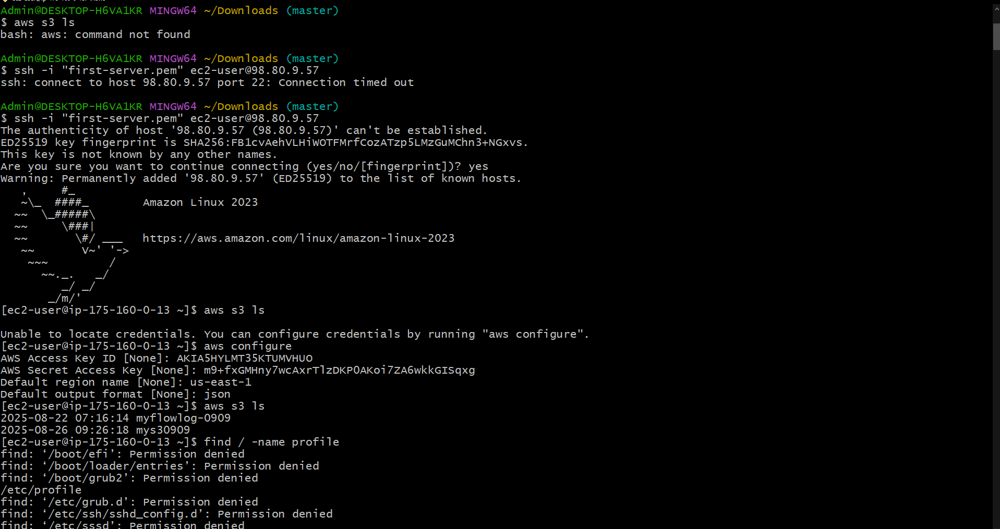 Admin@DESKTOP-H6VA1KR MINGW64 ~/Downloads (master)
$ aws s3 ls
bash: aws: command not found

Admin@DESKTOP-H6VA1KR MINGW64 ~/Downloads (master)
$ ssh -i "first-server.pem" ec2-user@98.80.9.57
ssh: connect to host 98.80.9.57 port 22: Connection timed out

Admin@DESKTOP-H6VA1KR MINGW64 ~/Downloads (master)
$ ssh -i "first-server.pem" ec2-user@98.80.9.57
The authenticity of host '98.80.9.57 (98.80.9.57)' can't be established.
ED25519 key fingerprint is SHA256:FB1cvAehVLHiWOTFMrfCozATzp5LMzGuMChn3+NGxvs.
This key is not known by any other names.
Are you sure you want to continue connecting (yes/no/[fingerprint])? yes
Warning: Permanently added '98.80.9.57' (ED25519) to the list of known hosts.
   ,     #_
   ~\_  ####_        Amazon Linux 2023
  ~~  \_#####\
  ~~     \###|
  ~~       \#/ ___   https://aws.amazon.com/linux/amazon-linux-2023
   ~~       V~' '->
    ~~~         /
      ~~._.   _/
         _/ _/
       _/m/'
[ec2-user@ip-175-160-0-13 ~]$ aws s3 ls

Unable to locate credentials. You can configure credentials by running "aws configure".
[ec2-user@ip-175-160-0-13 ~]$ aws configure
AWS Access Key ID [None]: AKIA5HYLMT35KTUMVHUO
AWS Secret Access Key [None]: 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
Default region name [None]: us-east-1
Default output format [None]: json
[ec2-user@ip-175-160-0-13 ~]$ aws s3 ls
2025-08-22 07:16:14 myflowlog-0909
2025-08-26 09:26:18 mys30909
[ec2-user@ip-175-160-0-13 ~]$ find / -name profile
find: ‘/boot/efi’: Permission denied
find: ‘/boot/loader/entries’: Permission denied
find: ‘/boot/grub2’: Permission denied
/etc/profile
find: ‘/etc/grub.d’: Permission denied
find: ‘/etc/ssh/sshd_config.d’: Permission denied
find: ‘/etc/sssd’: Permission denied